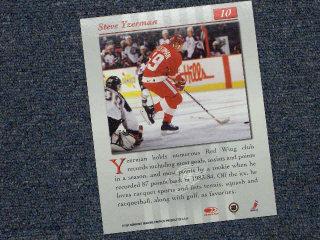 Steve Yzerman
10
19
Yzerman holds numerous Red Wing club
records including most goals, assists and points
in a season, and most points by a rookie when he
recorded 87 points back in 1983-84. Off the ice, he
loves racquet sports and lists tennis, squash and
racquetball, along with golf, as favorites.